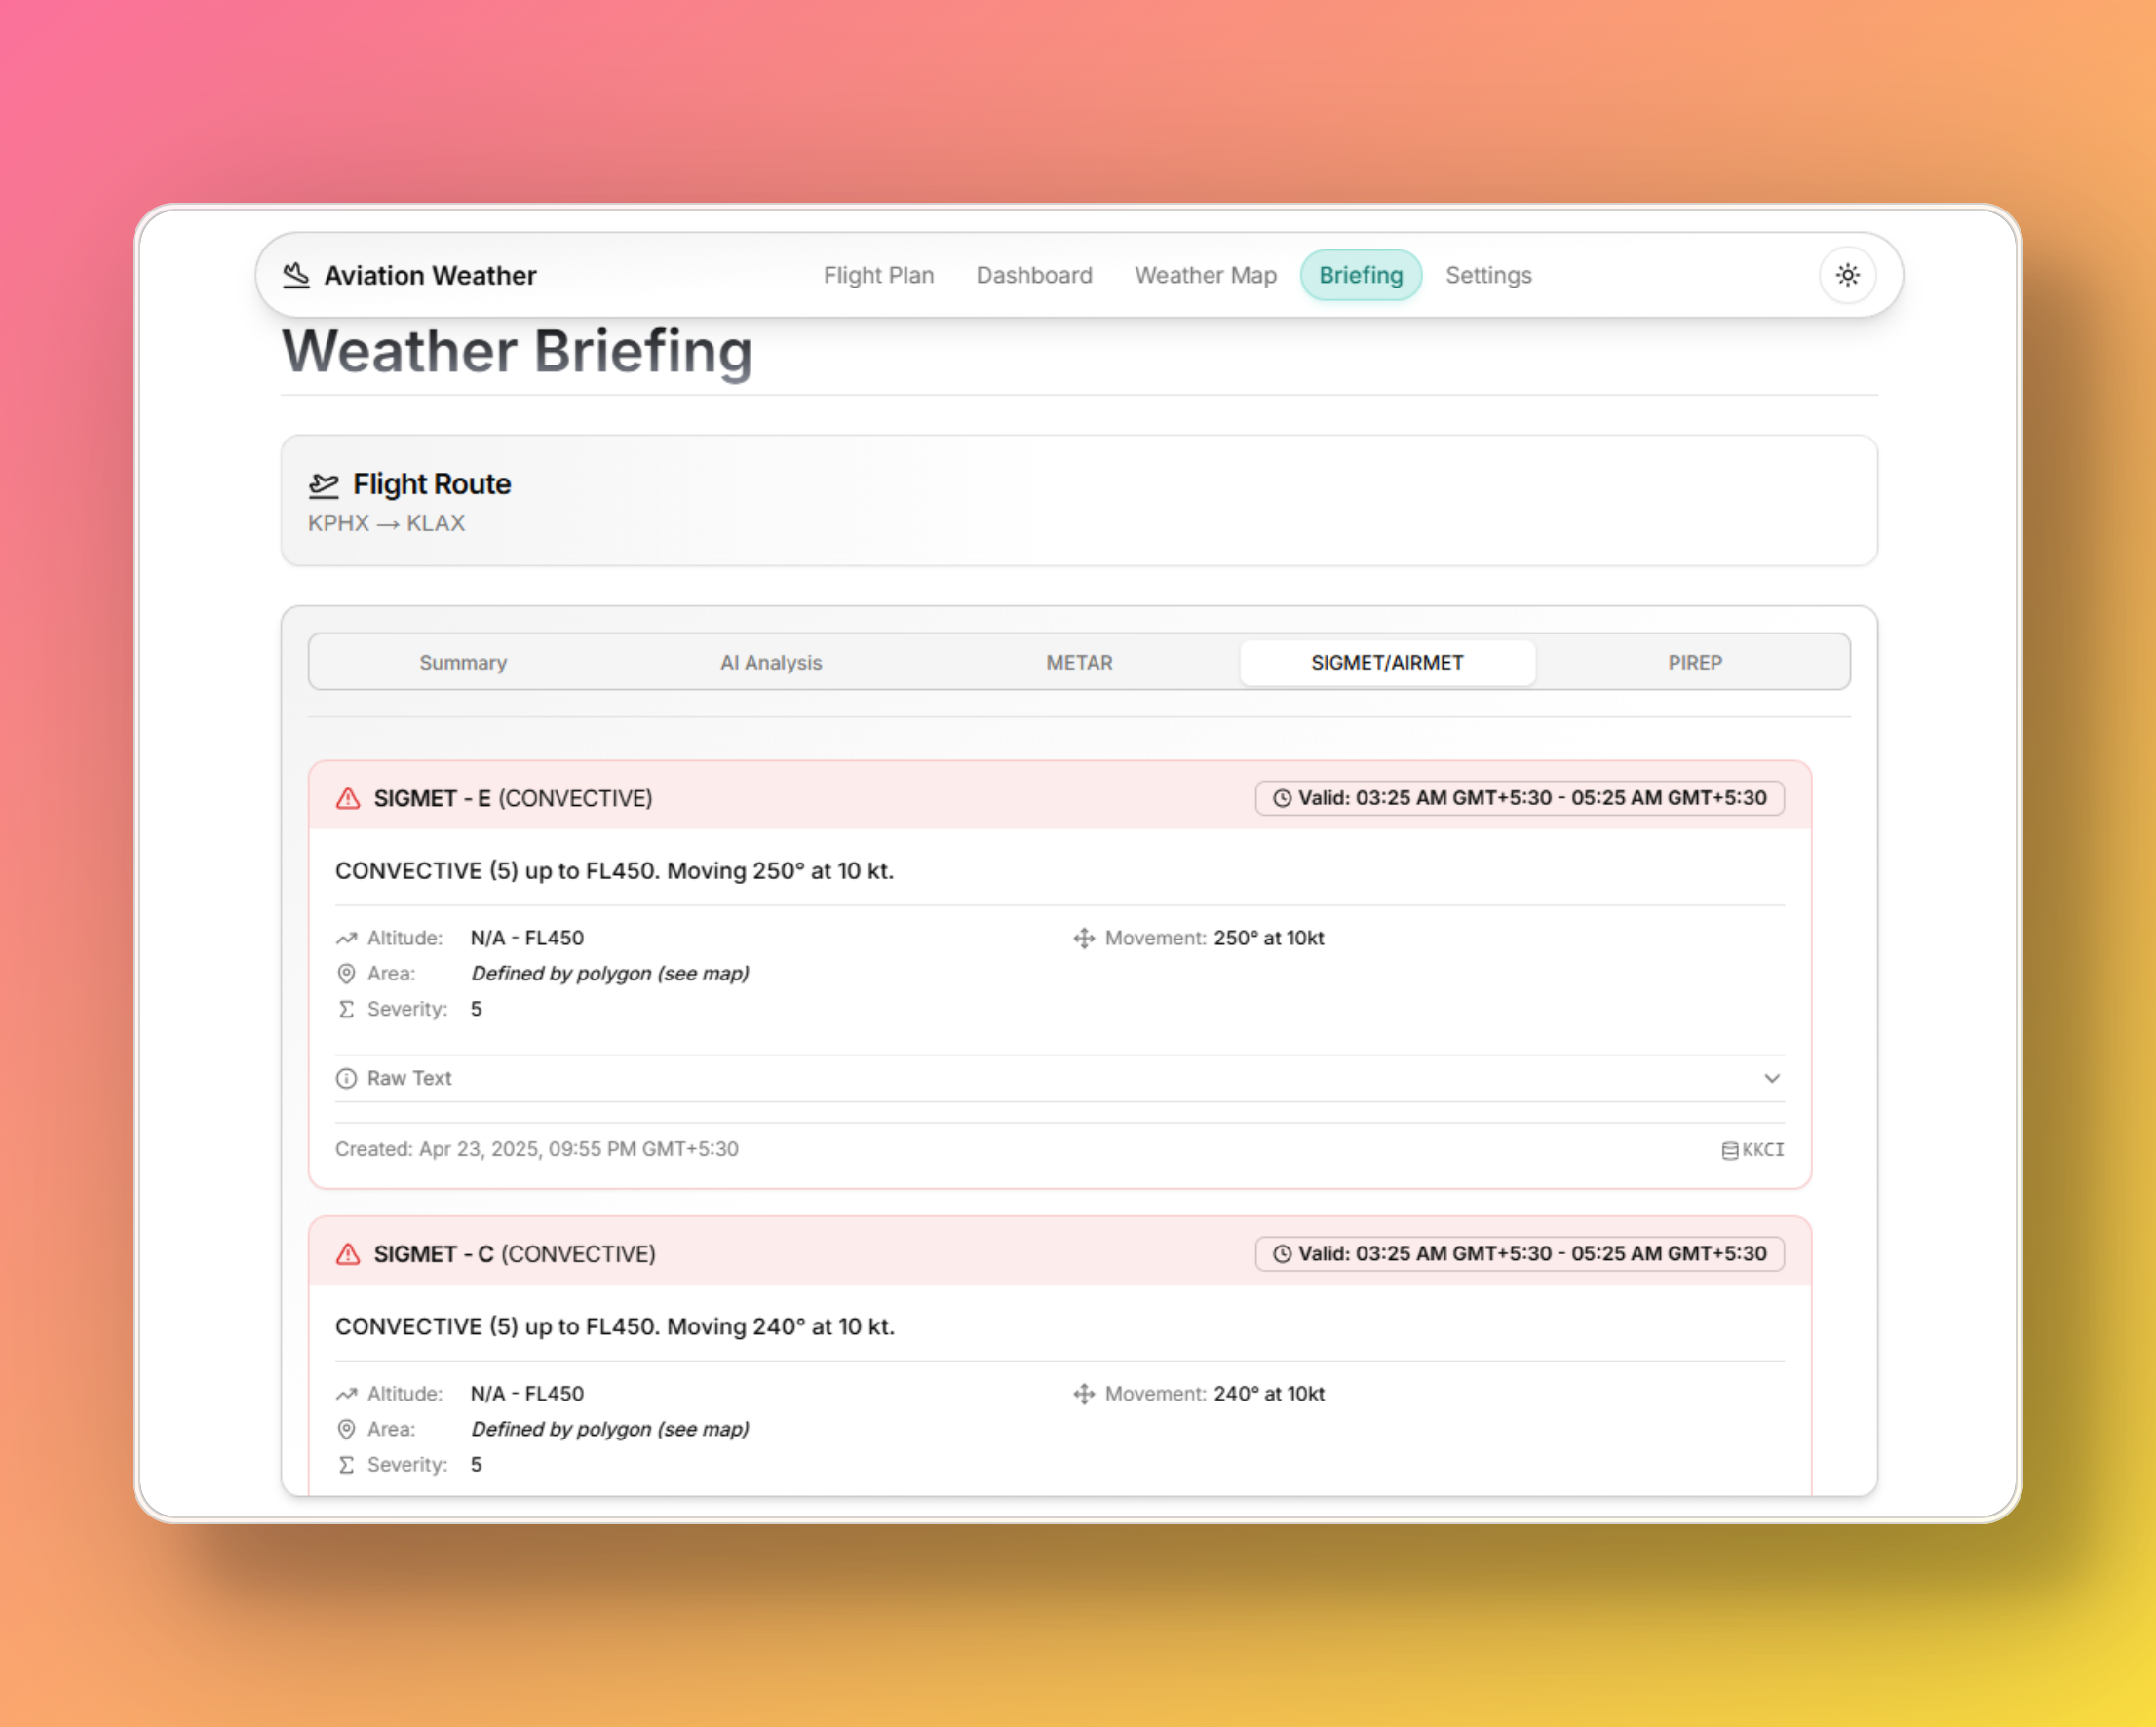 Aviation Weather
Flight Plan
Dashboard
Weather Map
Briefing
Settings
Weather Briefing
Flight Route
KPHX → KLAX
Summary
AI Analysis
METAR
SIGMET/AIRMET
PIREP
SIGMET - E (CONVECTIVE)
Valid: 03:25 AM GMT+5:30 - 05:25 AM GMT+5:30
CONVECTIVE (5) up to FL450. Moving 250° at 10 kt.
Altitude: N/A - FL450
Movement: 250° at 10kt
Area: Defined by polygon (see map)
Severity: 5
Raw Text
Created: Apr 23, 2025, 09:55 PM GMT+5:30
KKCI
SIGMET - C (CONVECTIVE)
Valid: 03:25 AM GMT+5:30 - 05:25 AM GMT+5:30
CONVECTIVE (5) up to FL450. Moving 240° at 10 kt.
Altitude: N/A - FL450
Movement: 240° at 10kt
Area: Defined by polygon (see map)
Severity: 5